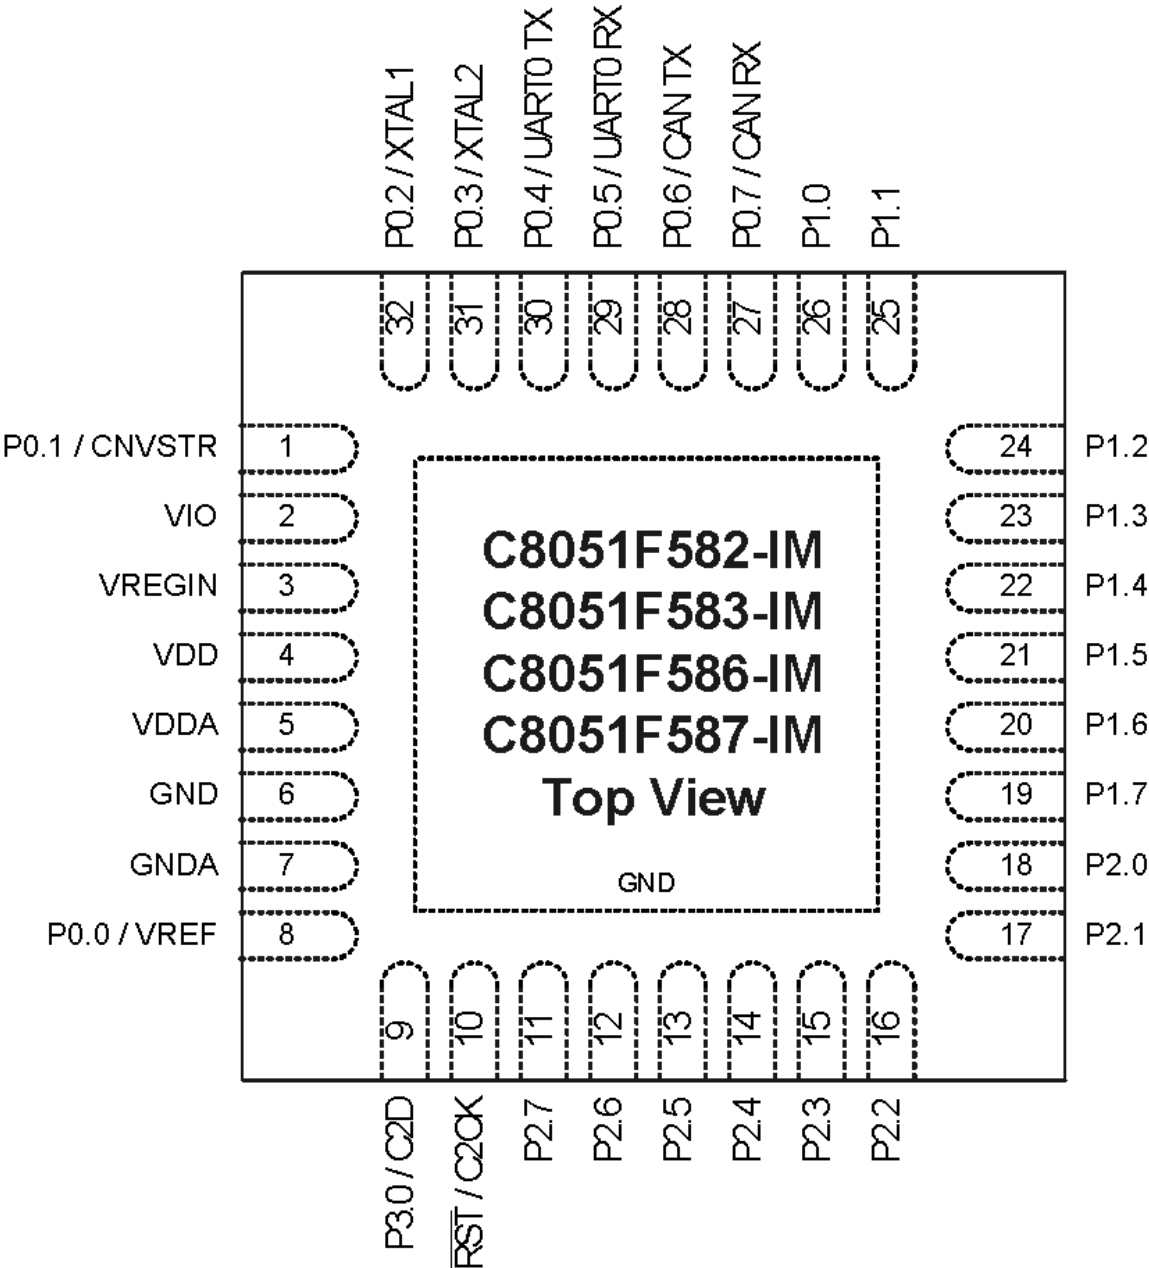 P0.2 / XTAL1
P0.3 / XTAL2
P0.4 / UART0 TX
P0.5 / UART0 RX
P0.6 / CAN TX
P0.7 / CAN RX
P1.0
P1.1
32
31
30
29
28
27
26
25
P0.1 / CNVSTR
1
VIO
2
VREGIN
3
VDD
4
VDDA
5
GND
6
GNDA
7
P0.0 / VREF
8
C8051F582-IM
C8051F583-IM
C8051F586-IM
C8051F587-IM
Top View
GND
24
P1.2
23
P1.3
22
P1.4
21
P1.5
20
P1.6
19
P1.7
18
P2.0
17
P2.1
9
10
11
12
13
14
15
16
P3.0 / C2D
RST / C2CK
P2.7
P2.6
P2.5
P2.4
P2.3
P2.2